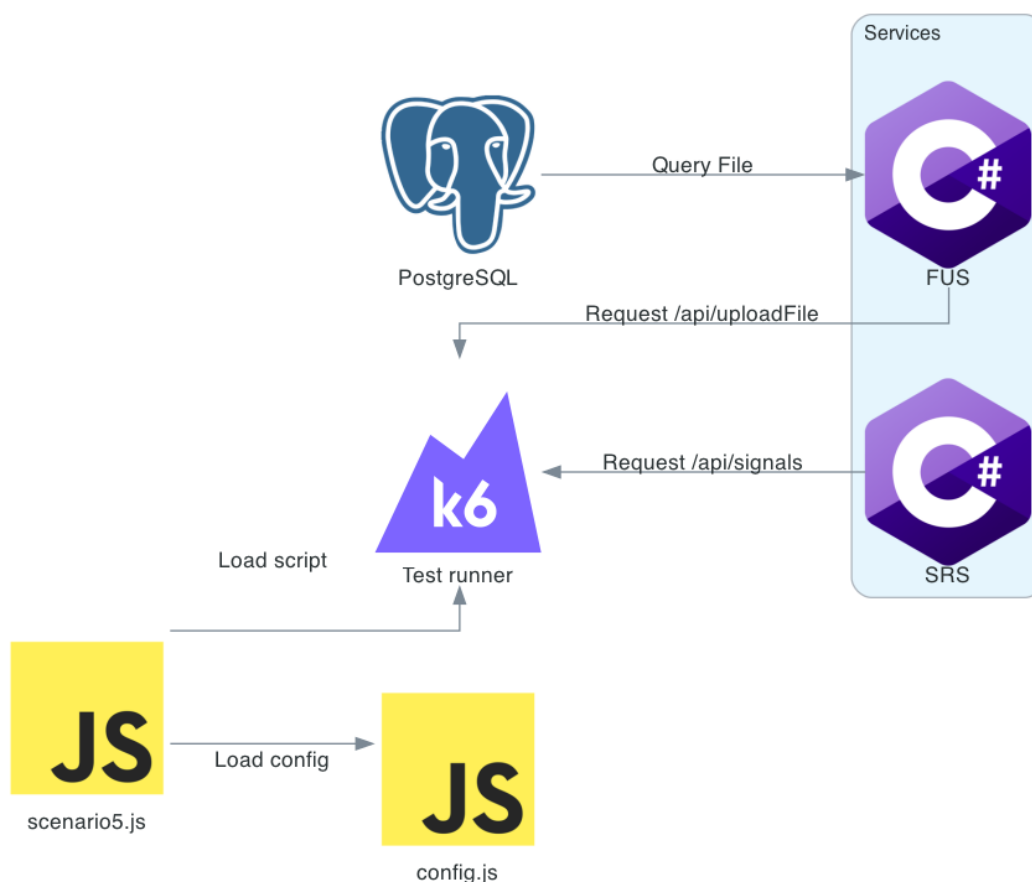 Services
Query File
C#
PostgreSQL
FUS
Request /api/uploadFile
Request /api/signals
C#
k6
Load script
Test runner
SRS
JS
Load config
JS
scenario5.js
config.js